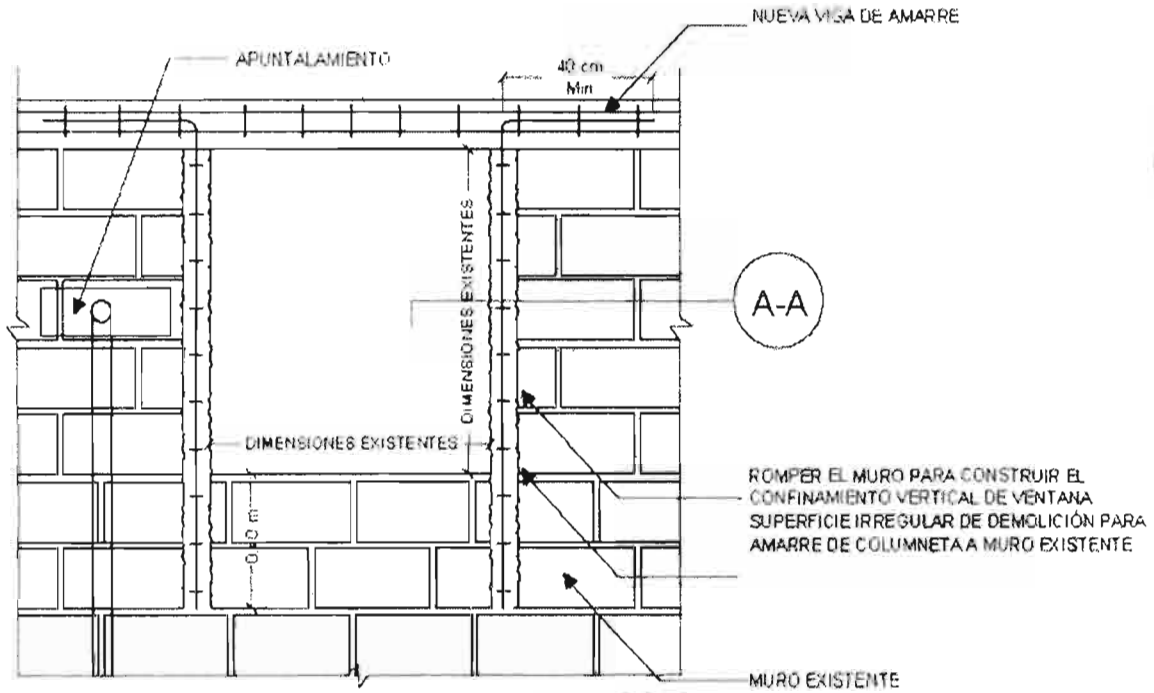 NUEVA VIGA DE AMARRE
APUNTALAMIENTO
40 cm
Min
DIMENSIONES EXISTENTES
A-A
DIMENSIONES EXISTENTES
ROMPER EL MURO PARA CONSTRUIR EL
CONFINAMIENTO VERTICAL DE VENTANA
SUPERFICIE IRREGULAR DE DEMOLICIÓN PARA
AMARRE DE COLUMNETA A MURO EXISTENTE
MURO EXISTENTE